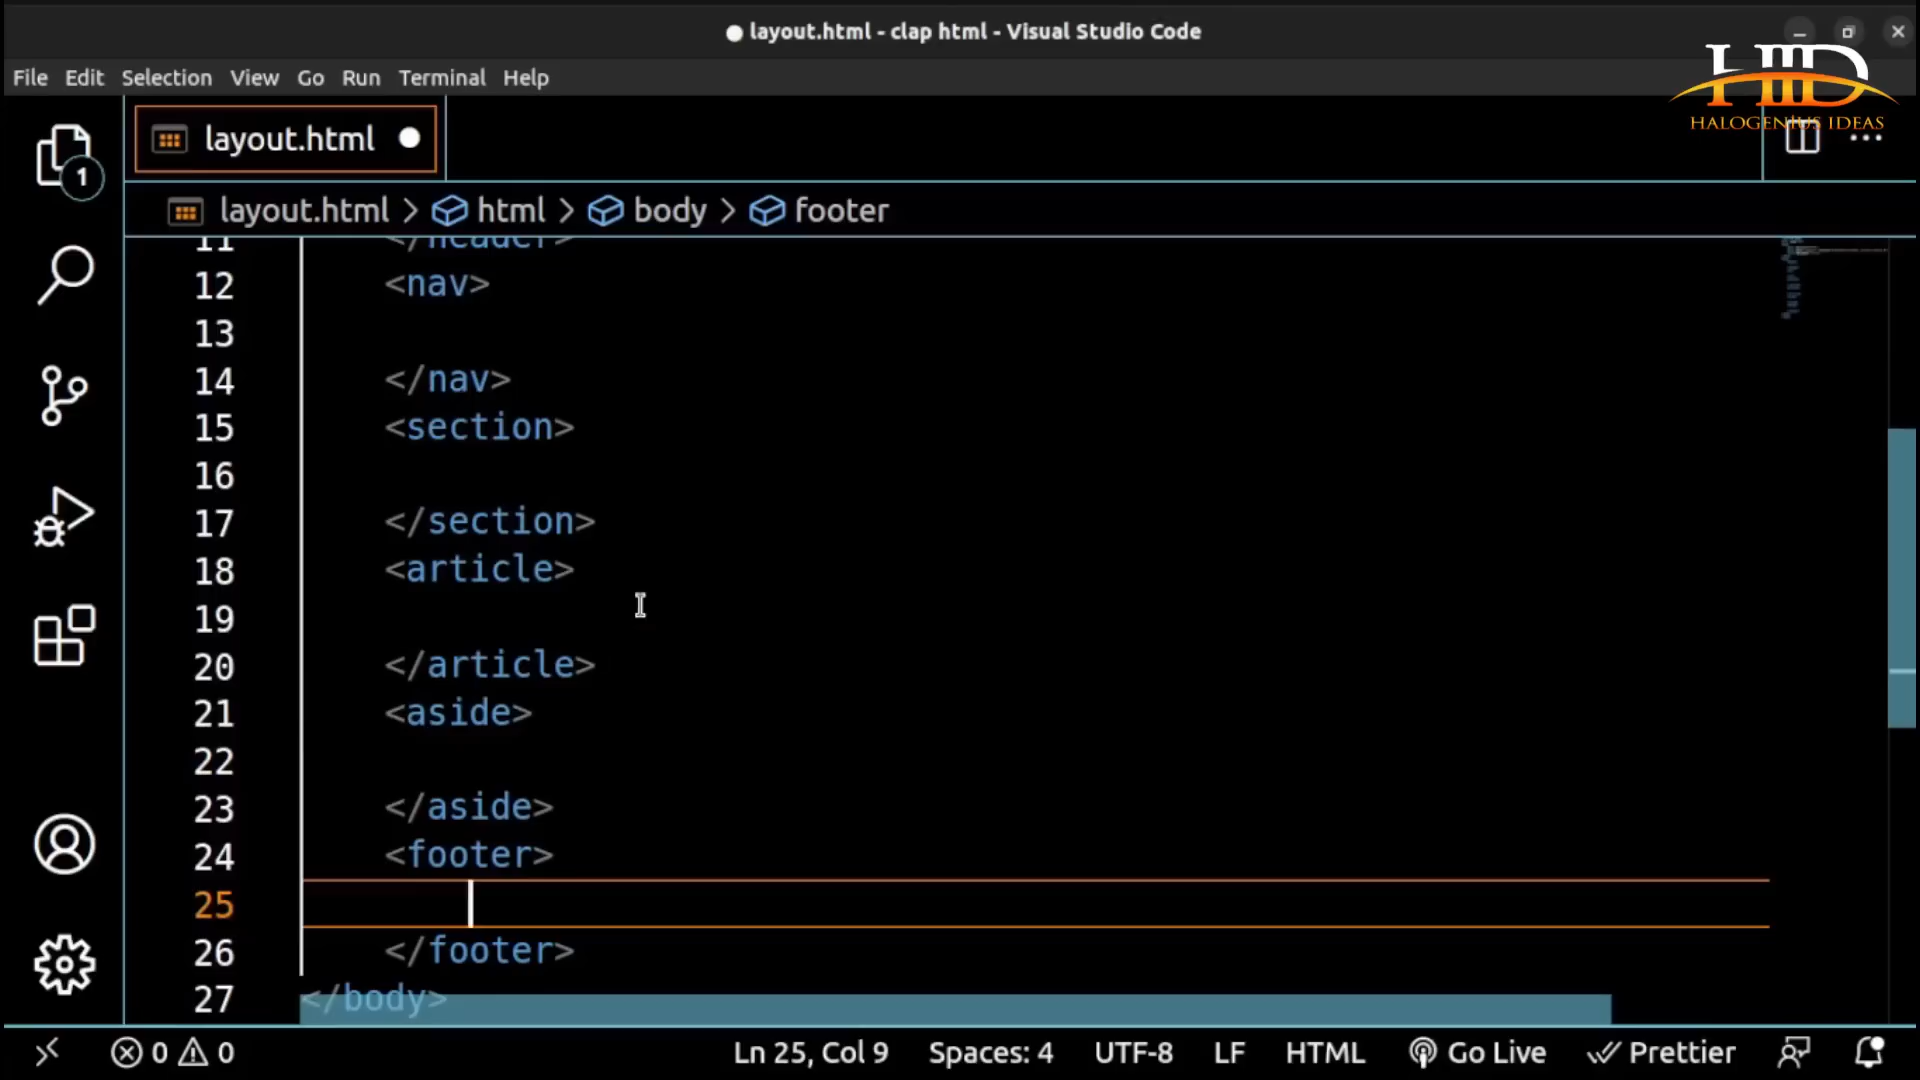 layout.html - clap html - Visual Studio Code
File Edit Selection View Go Run Terminal Help
HID
HALOGENIUS IDEAS
layout.html
1
layout.html > html > body > footer
11 </header>
12 <nav>
13
14 </nav>
15 <section>
16
17 </section>
18 <article>
19
20 </article>
21 <aside>
22
23 </aside>
24 <footer>
25
26 </footer>
27 </body>
0 0 Ln 25, Col 9 Spaces: 4 UTF-8 LF HTML Go Live Prettier